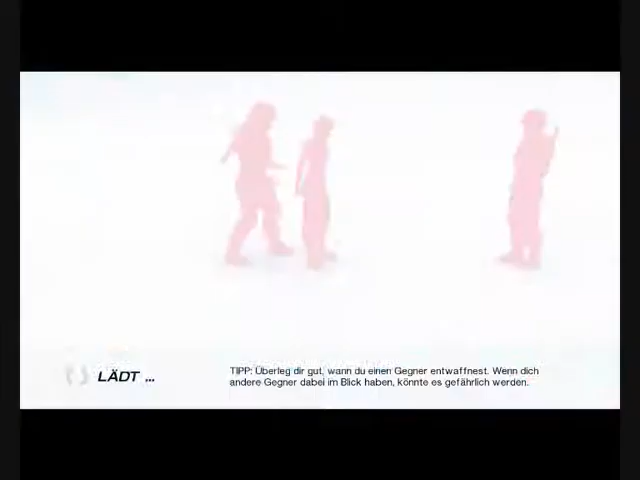 LÄDT ...
TIPP: Überleg dir gut, wann du einen Gegner entwaffnest. Wenn dich
andere Gegner dabei im Blick haben, könnte es gefährlich werden.